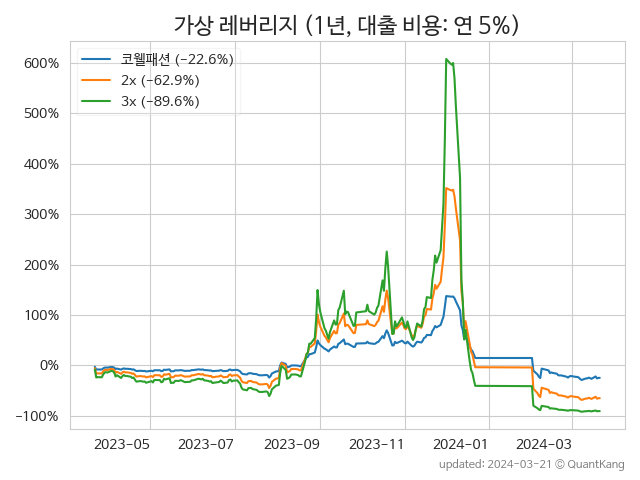 가상 레버리지 (1년, 대출 비용: 연 5%)
코웰패션 (−22.6%)
2x (−62.9%)
3x (−89.6%)
600%
500%
400%
300%
200%
100%
0%
−100%
2023-05 2023-07 2023-09 2023-11 2024-01 2024-03
updated: 2024-03-21 © QuantKang